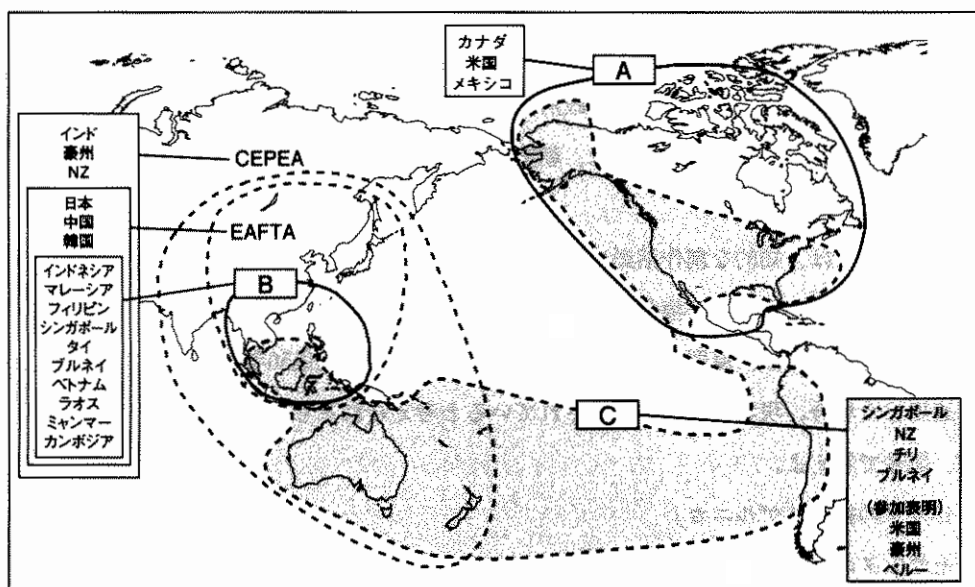 カナダ
米国
メキシコ
A
インド
豪州
NZ
CEPEA
日本
中国
韓国
EAFTA
インドネシア
マレーシア
フィリピン
シンガポール
タイ
ブルネイ
ベトナム
ラオス
ミャンマー
カンボジア
B
C
シンガポール
NZ
チリ
ブルネイ
(参加表明)
米国
豪州
ペルー